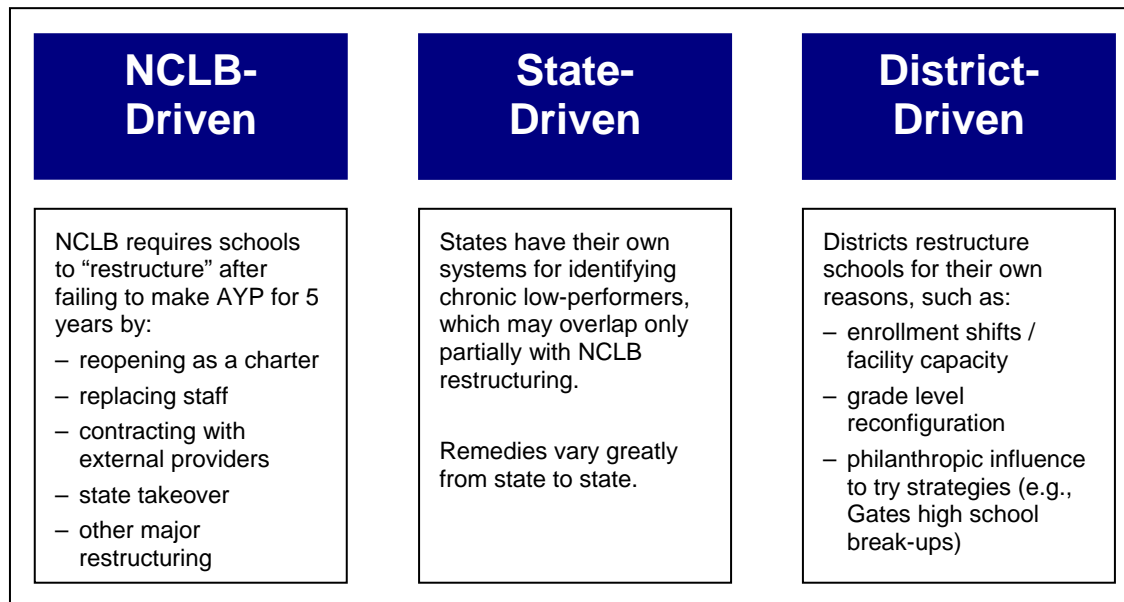 NCLB-
Driven
NCLB requires schools
to “restructure” after
failing to make AYP for 5
years by:
– reopening as a charter
– replacing staff
– contracting with
external providers
– state takeover
– other major
restructuring
State-
Driven
States have their own
systems for identifying
chronic low-performers,
which may overlap only
partially with NCLB
restructuring.
Remedies vary greatly
from state to state.
District-
Driven
Districts restructure
schools for their own
reasons, such as:
– enrollment shifts /
facility capacity
– grade level
reconfiguration
– philanthropic influence
to try strategies (e.g.,
Gates high school
break-ups)